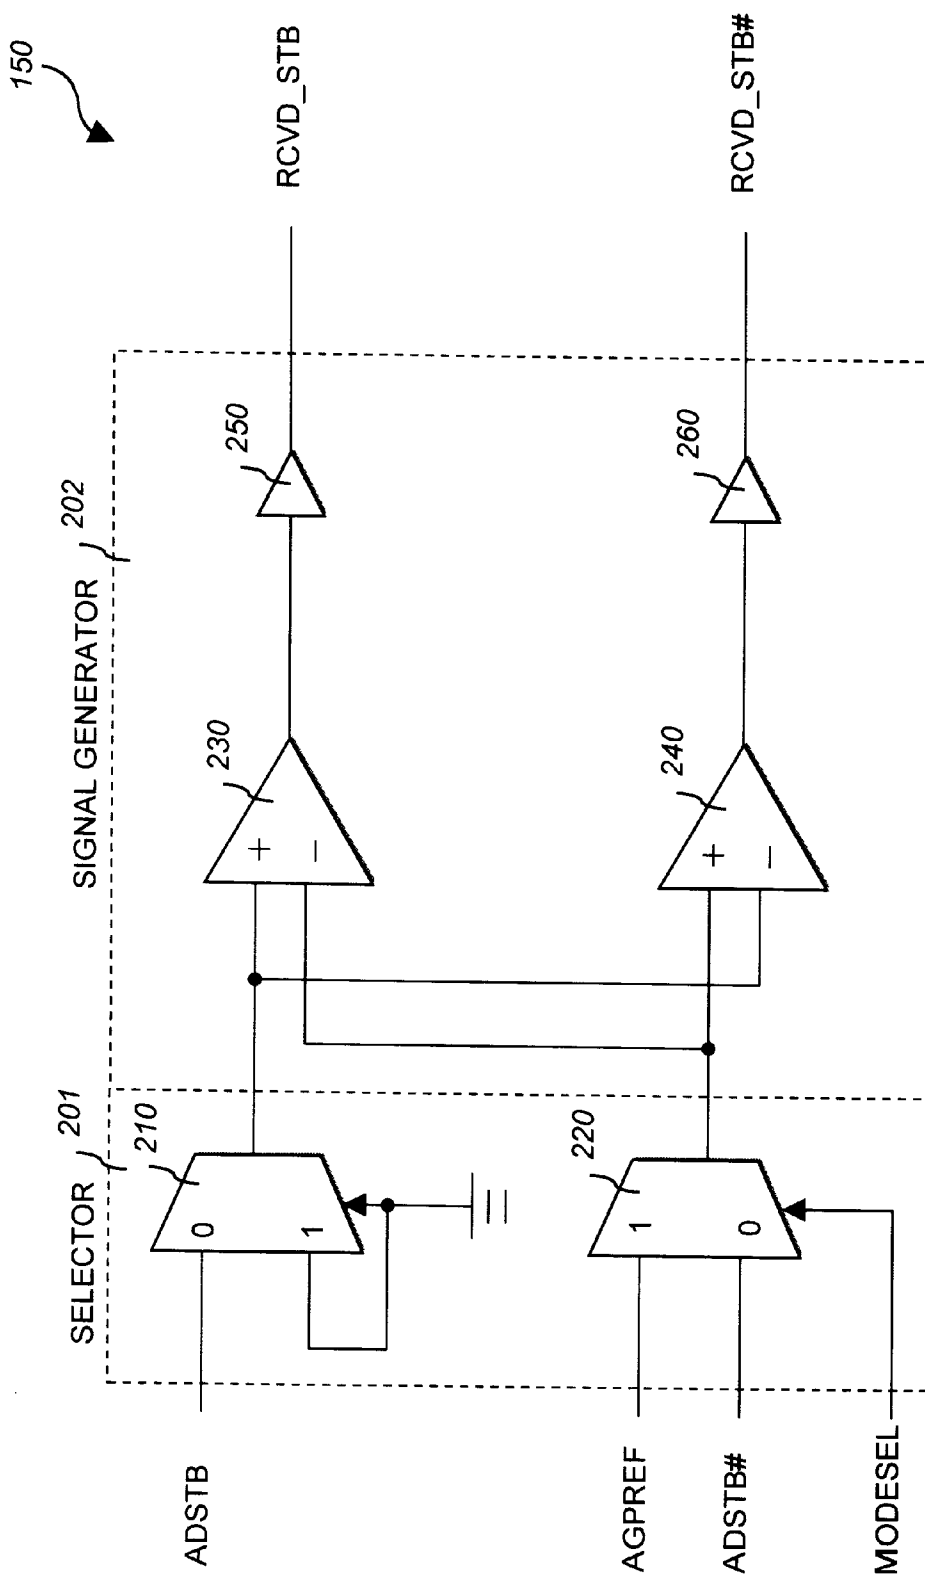 150
SELECTOR 201
SIGNAL GENERATOR 202
ADSTB
0
1
210
+
−
230
250
RCVD_STB
AGPREF
ADSTB#
MODESEL
1
0
220
+
−
240
260
RCVD_STB#